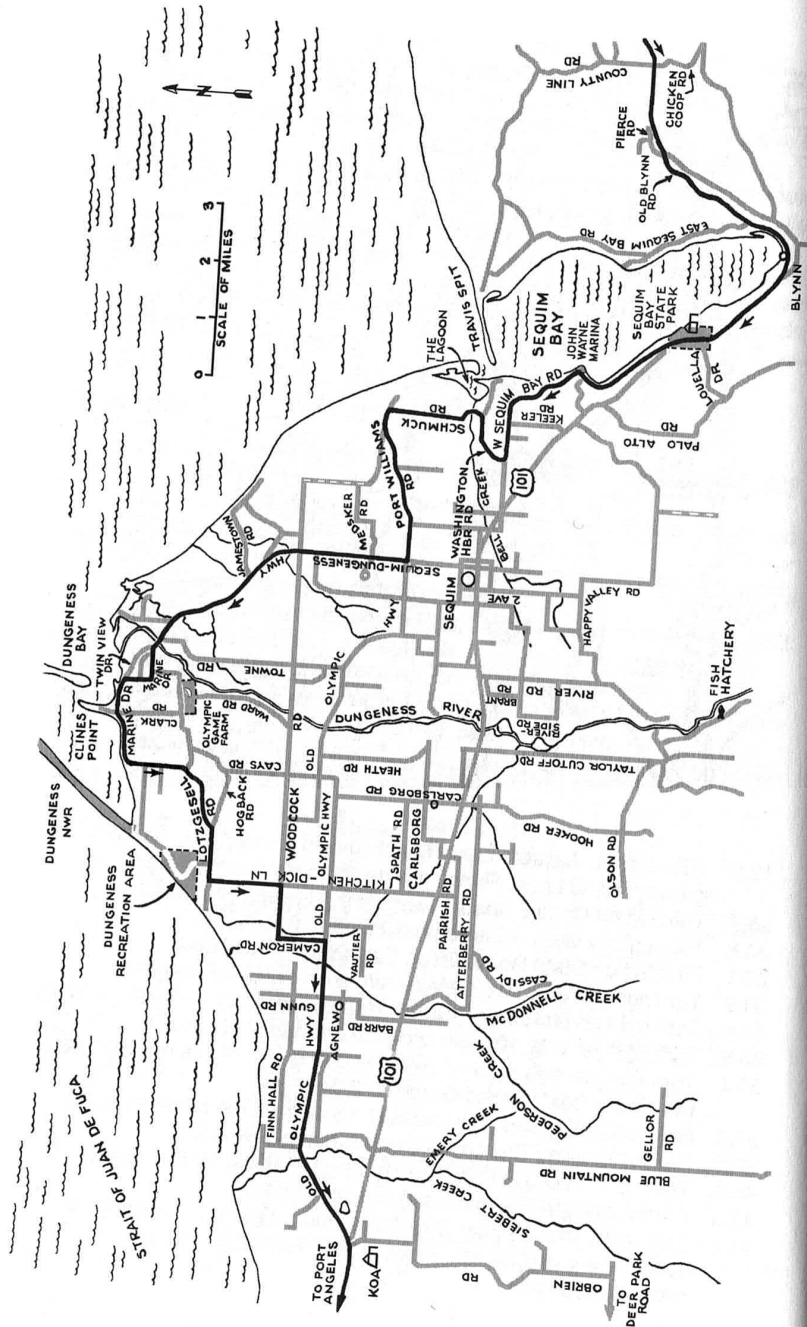 STRAIT OF JUAN DE FUCA
DUNGENESS
NWR
DUNGENESS
RECREATION AREA
CLINES
POINT
DUNGENESS
BAY
TWIN VIEW
DR.
MARINE DR
MARINE
DR
CLARK
RD
OLYMPIC
GAME
FARM
WARD RD
TOWNE
RD
LOTZGESELL
RD
CAYS RD
HOGBACK
RD
N
0
1
2
3
SCALE OF MILES
TRAVIS SPIT
THE
LAGOON
JAMESTOWN
RD
HWY
SEQUIM-DUNGENESS
MEDSKER
RD
PORT WILLIAMS
RD
SCHMUCK
RD
W SEQUIM
BAY RD
SEQUIM
BAY
JOHN
WAYNE
MARINA
SEQUIM
BAY
STATE
PARK
EAST SEQUIM BAY RD
COUNTY LINE
RD
CHICKEN
COOP RD
PIERCE
RD
OLD BLYNN
RD
BLYNN
LOUELLA
DR
PALO ALTO
RD
KEELER
RD
101
WASHINGTON
HBR RD
BELL
CREEK
SEQUIM
2 AVE
HAPPY VALLEY RD
HWY
OLYMPIC
OLD
RD
WOODCOCK
DUNGENESS
RIVER
RIVER RD
BRANT
RD
RIVER-
SIDE RD
FISH
HATCHERY
TAYLOR CUTOFF RD
HEATH RD
CARLSBORG RD
CARLSBORG
SPATH RD
HOOKER RD
OLSON RD
OLYMPIC HWY
OLD
KITCHEN
-DICK LN
PARRISH RD
ATTERBERRY RD
CASSIDY RD
McDONNELL CREEK
VAUTIER
RD
CAMERON RD
GUNN RD
AGNEW
BARR RD
HWY
OLYMPIC
OLD
FINN HALL RD
101
PEDERSON
CREEK
EMERY CREEK
SIEBERT
CREEK
GELLOR
RD
BLUE MOUNTAIN RD
TO PORT
ANGELES
KOA
OBRIEN
RD
TO
DEER PARK
ROAD